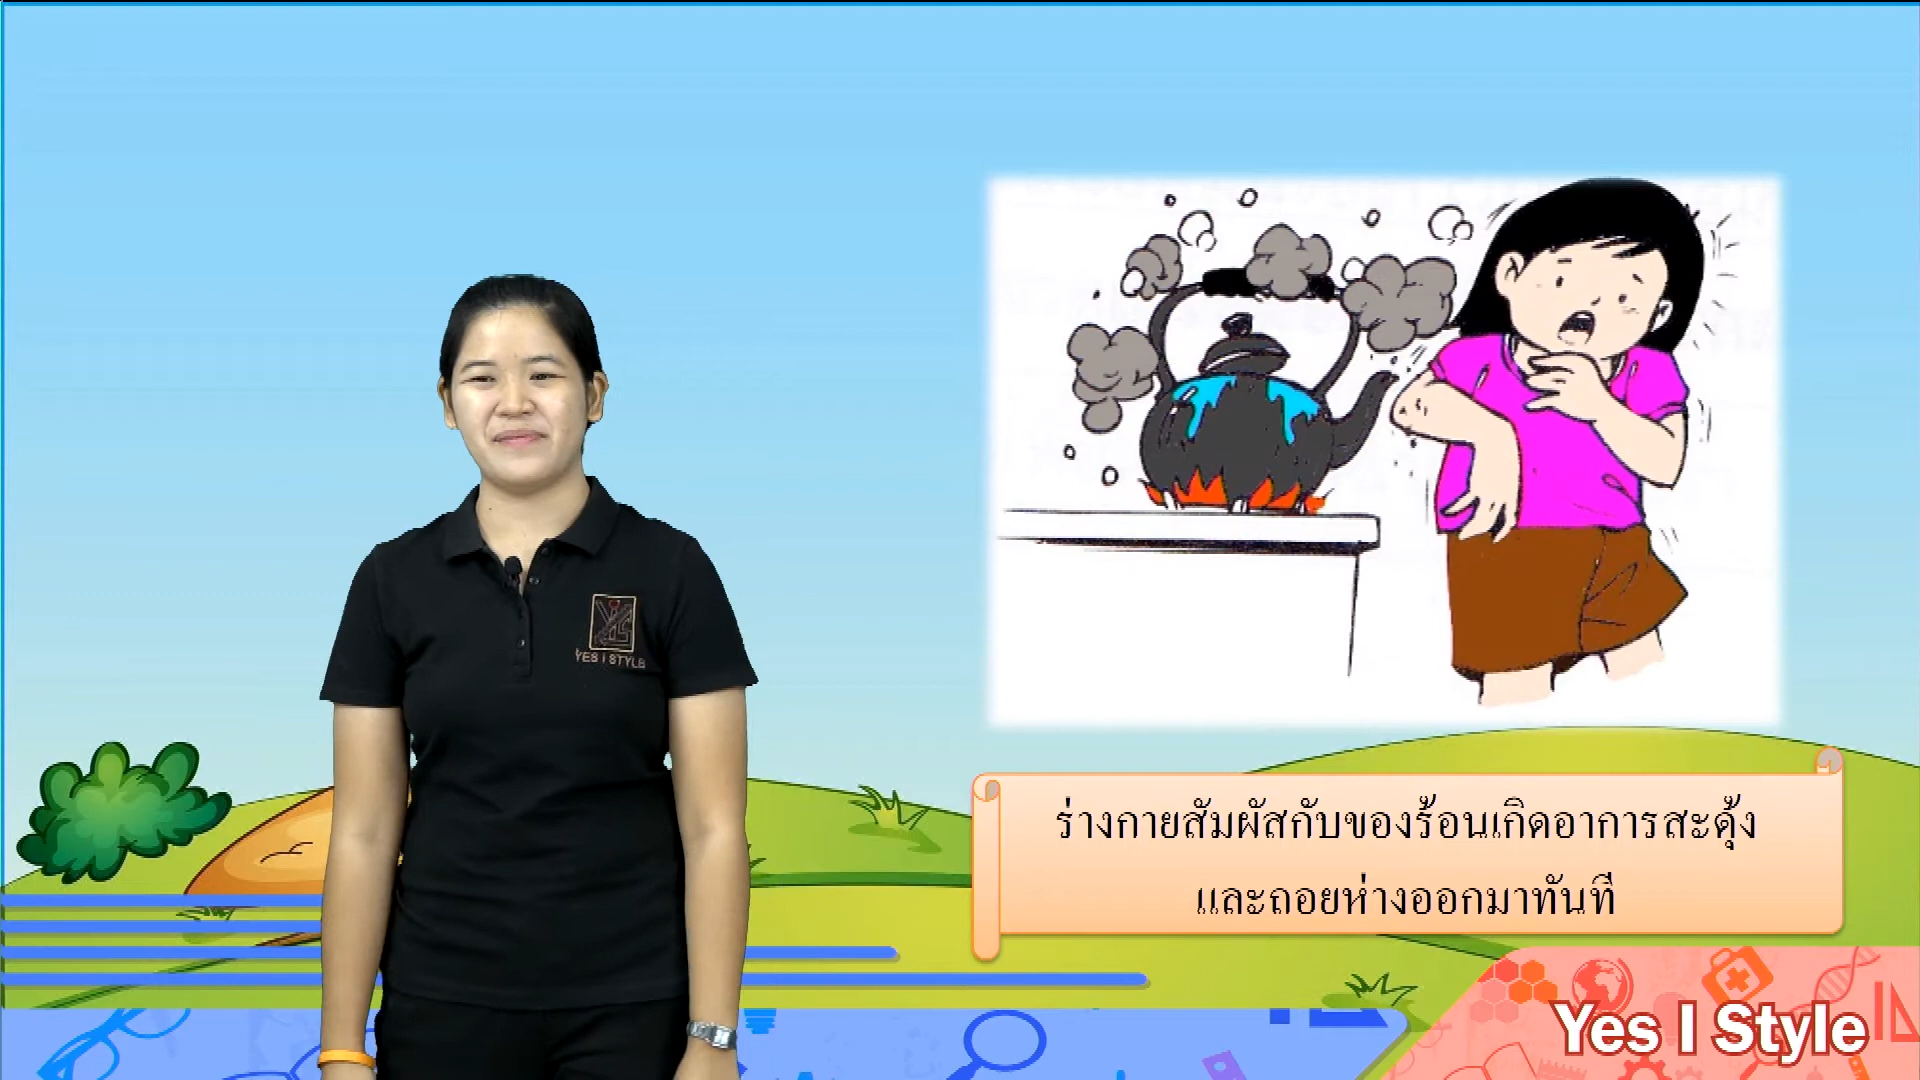 YES I STYLE
ร่างกายสัมผัสกับของร้อนเกิดอาการสะดุ้ง
และถอยห่างออกมาทันที
Yes I Style